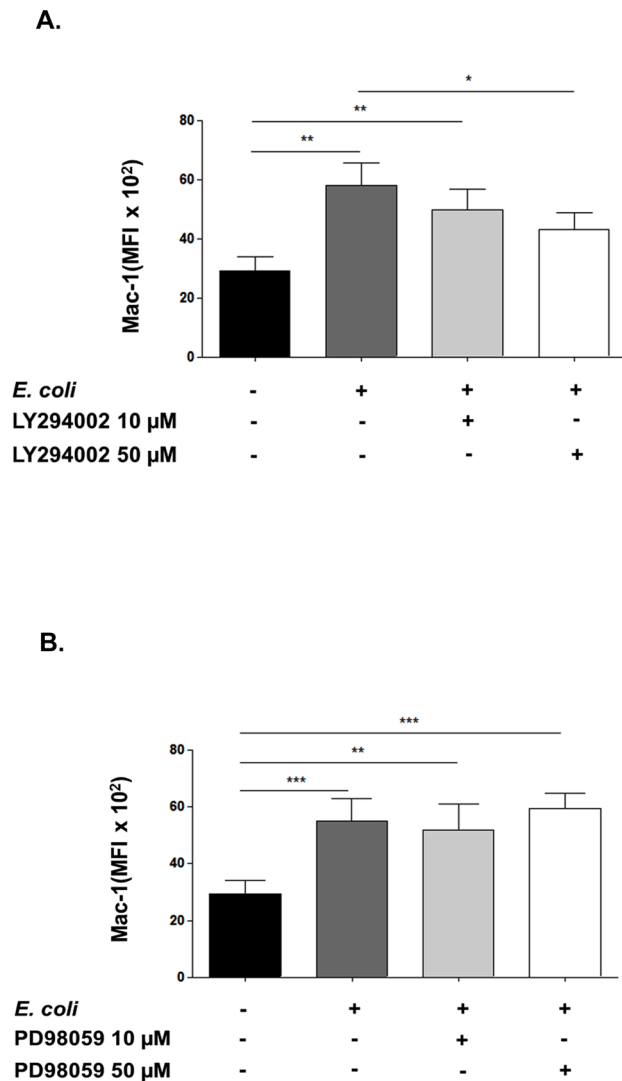 A.
*
**
**
80
60
40
20
0
Mac-1(MFI x 10²)
E. coli - + + +
LY294002 10 µM - - + -
LY294002 50 µM - - - +
B.
***
**
***
80
60
40
20
0
Mac-1(MFI x 10²)
E. coli - + + +
PD98059 10 µM - - + -
PD98059 50 µM - - - +